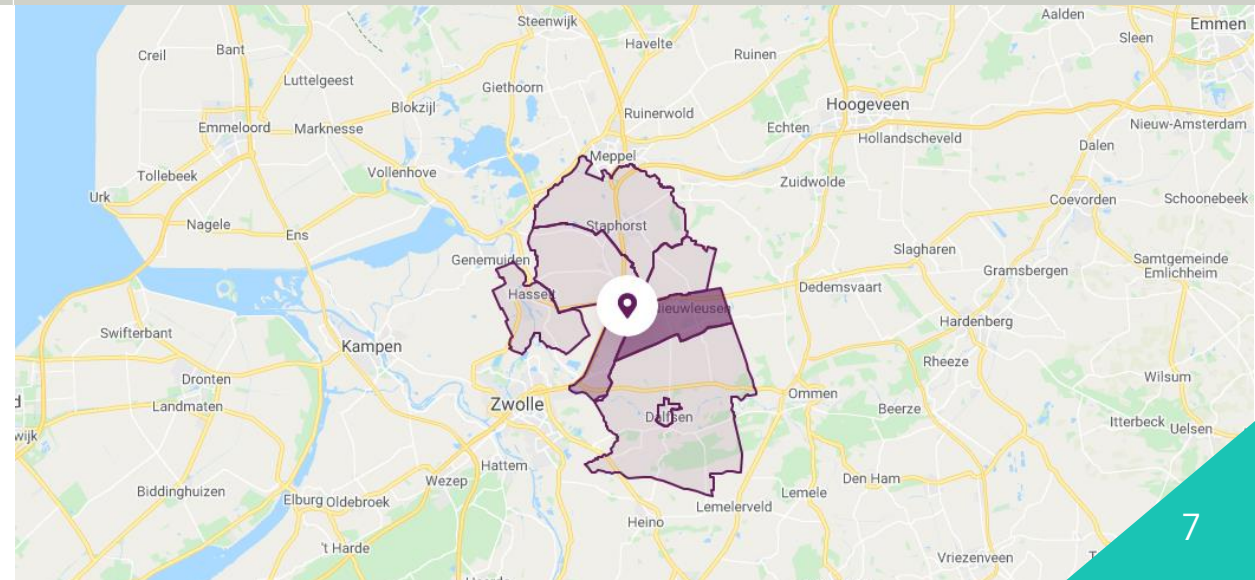 Steenwijk
Aalden
Emmen
Creil
Bant
Havelte
Ruinen
Sleen
Luttelgeest
Giethoorn
Blokzijl
Ruinerwold
Hoogeveen
Emmeloord
Marknesse
Echten
Hollandscheveld
Nieuw-Amsterdam
Meppel
Dalen
Tollebeek
Vollenhove
Zuidwolde
Urk
Coevorden
Schoonebeek
Nagele
Ens
Staphorst
Slagharen
Genemuiden
Gramsbergen
Samtgemeinde
Emlichheim
Hasselt
Dedemsvaart
Nieuwleusen
Swifterbant
Kampen
Hardenberg
Rheeze
Dronten
Wilsum
Landmaten
Zwolle
Ommen
Beerze
Dalfsen
Itterbeck
Uelsen
wijk
Hattem
Wezep
Den Ham
Biddinghuizen
Elburg
Oldebroek
Lemele
Lemelerveld
Heino
't Harde
Vriezenveen
7